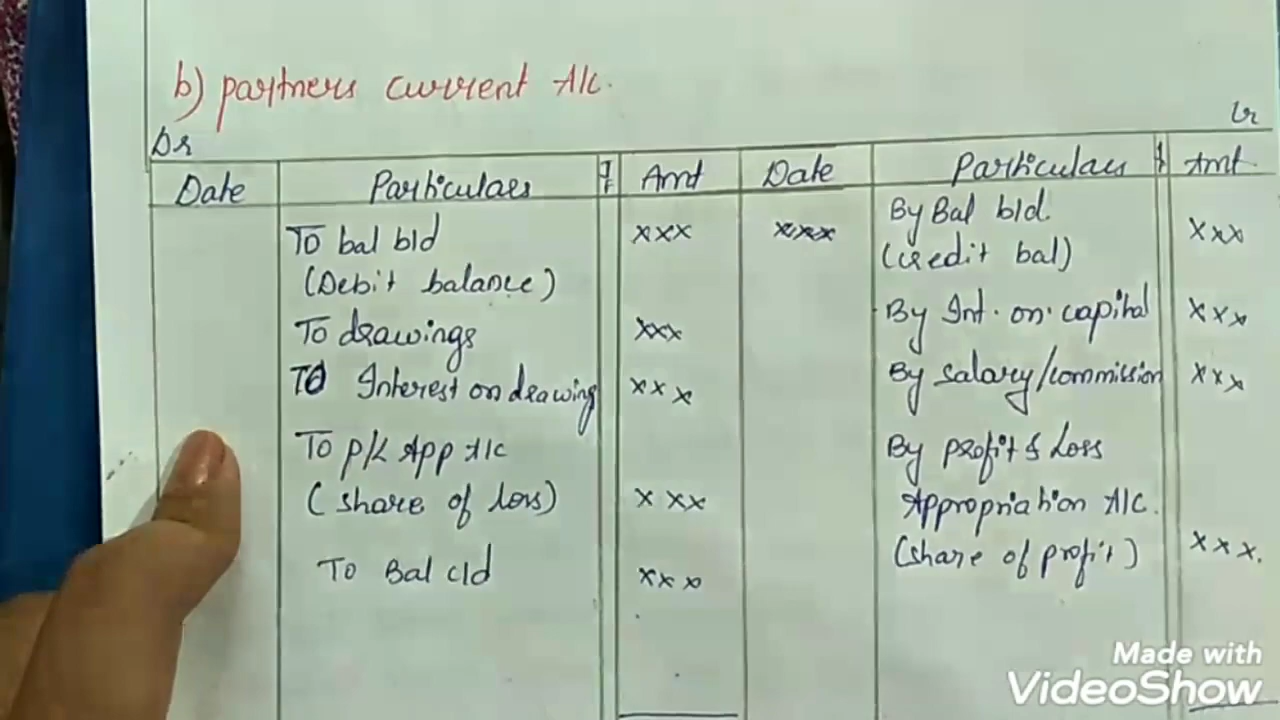 b) partners current A/c.
Dr
Cr
Date Particulars JF Amt Date Particulars Amt
To bal b/d xxx xxx By Bal b/d. xxx
(Debit balance) (credit bal)
To drawings xxx By Int. on. capital xxx
To Interest on drawing xxx By salary/commission xxx
To P/L App A/c By profit & Loss
(share of loss) xxx Appropriation A/c.
To Bal c/d xxx (share of profit) xxx.
Made with
VideoShow